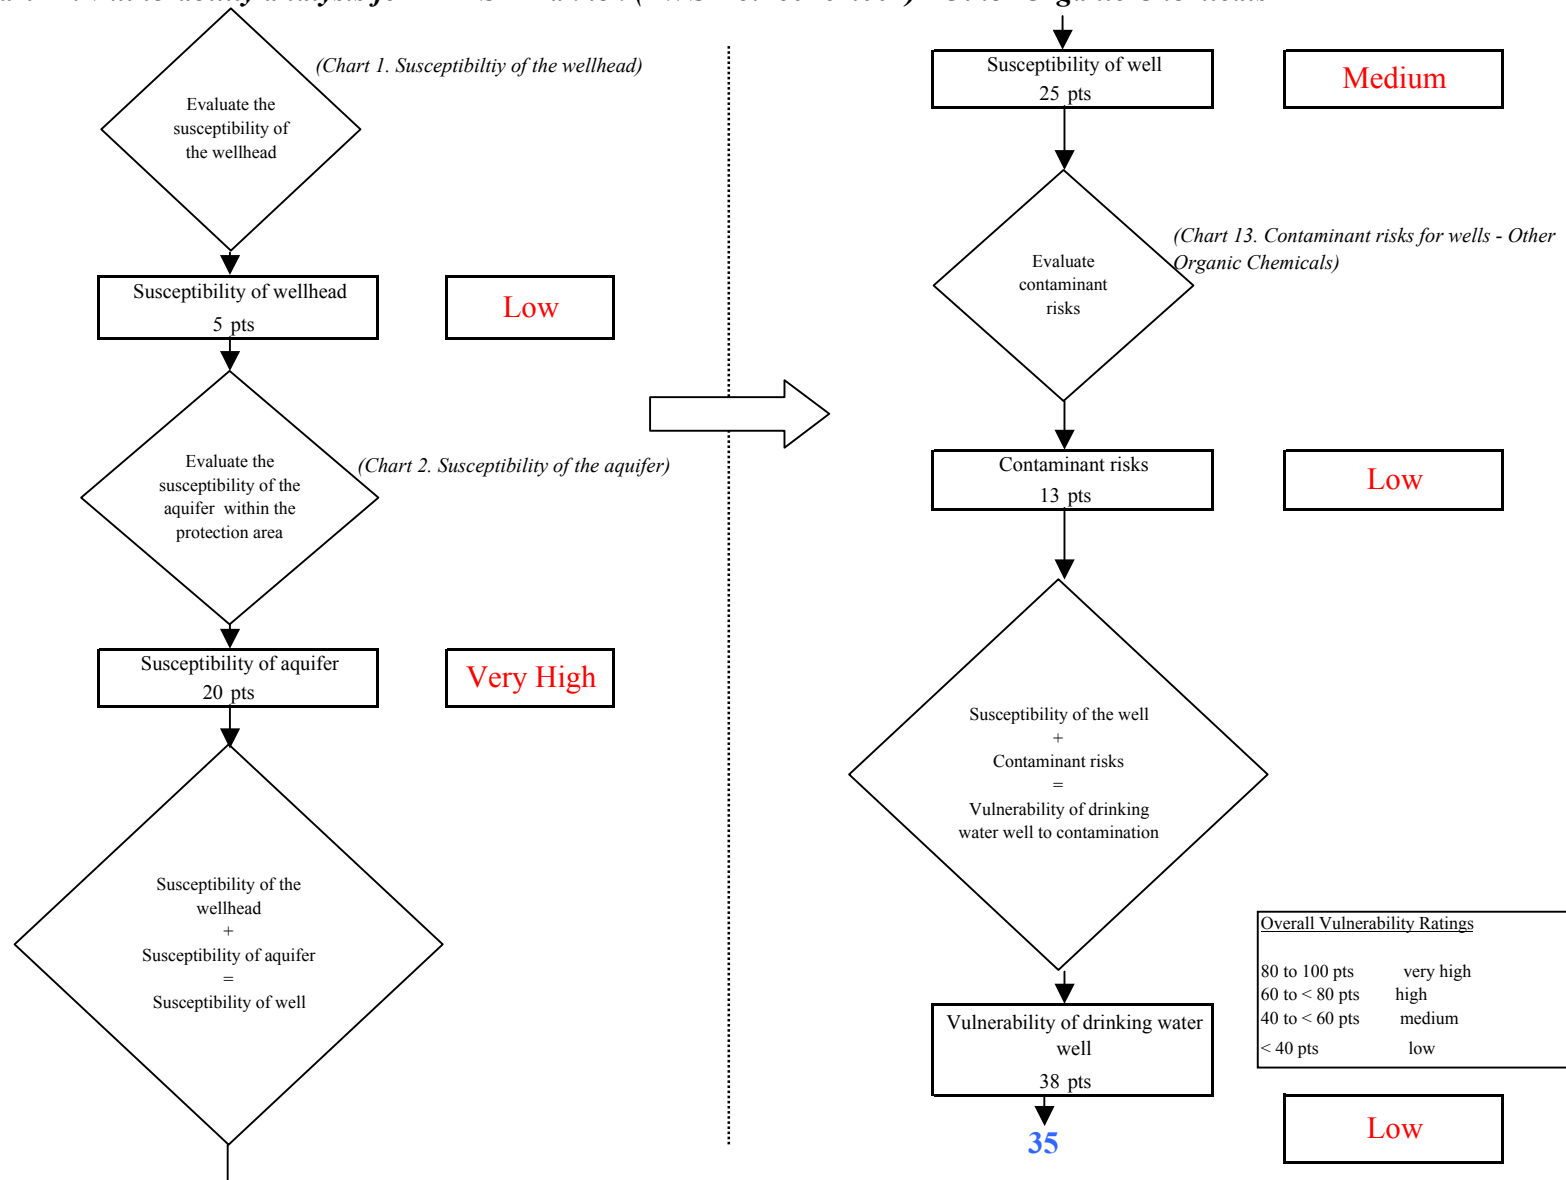 (Chart 1. Susceptibiltiy of the wellhead)
Evaluate the
susceptibility of
the wellhead
Susceptibility of wellhead
5 pts
Low
Evaluate the
susceptibility of the
aquifer within the
protection area
(Chart 2. Susceptibility of the aquifer)
Susceptibility of aquifer
20 pts
Very High
Susceptibility of the
wellhead
+
Susceptibility of aquifer
=
Susceptibility of well
Susceptibility of well
25 pts
Medium
(Chart 13. Contaminant risks for wells - Other
Organic Chemicals)
Evaluate
contaminant
risks
Contaminant risks
13 pts
Low
Susceptibility of the well
+
Contaminant risks
=
Vulnerability of drinking
water well to contamination
Overall Vulnerability Ratings
80 to 100 pts very high
60 to < 80 pts high
40 to < 60 pts medium
< 40 pts low
Vulnerability of drinking water
well
38 pts
35
Low